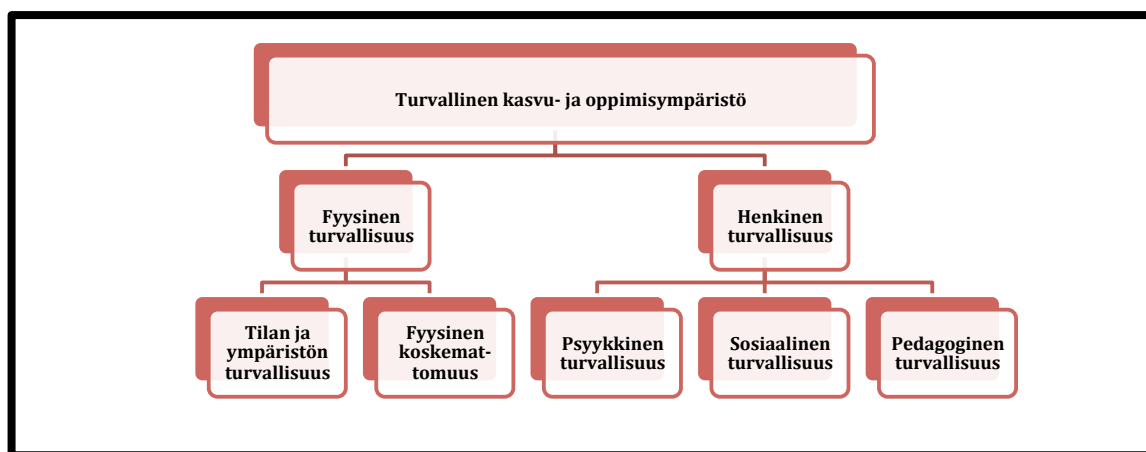 Turvallinen kasvu- ja oppimisympäristö
Fyysinen
turvallisuus
Henkinen
turvallisuus
Tilan ja
ympäristön
turvallisuus
Fyysinen
koskemat-
tomuus
Psyykkinen
turvallisuus
Sosiaalinen
turvallisuus
Pedagoginen
turvallisuus